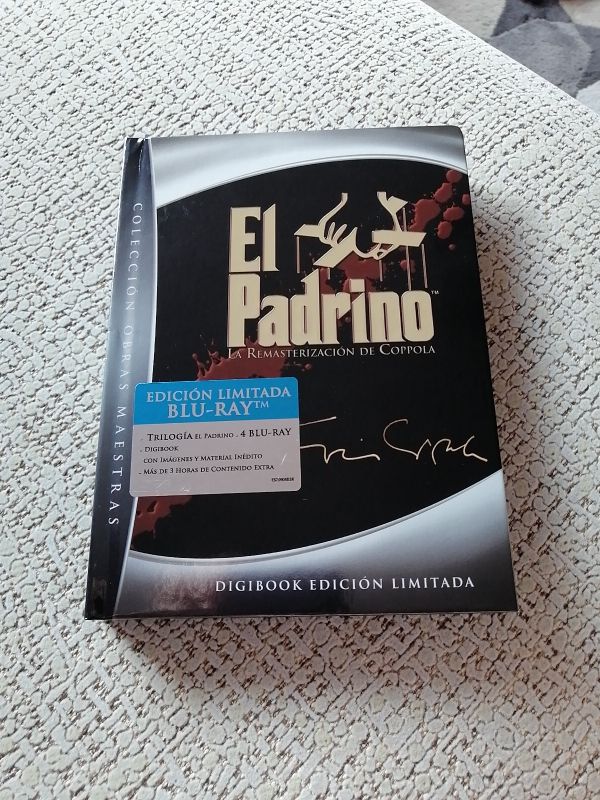 COLECCIÓN OBRAS MAESTRAS
El
Padrino™
LA REMASTERIZACIÓN DE COPPOLA
EDICIÓN LIMITADA
BLU-RAY™
- TRILOGÍA EL PADRINO - 4 BLU-RAY
- DIGIBOOK
CON IMÁGENES Y MATERIAL INÉDITO
- MÁS DE 3 HORAS DE CONTENIDO EXTRA
DIGIBOOK EDICIÓN LIMITADA